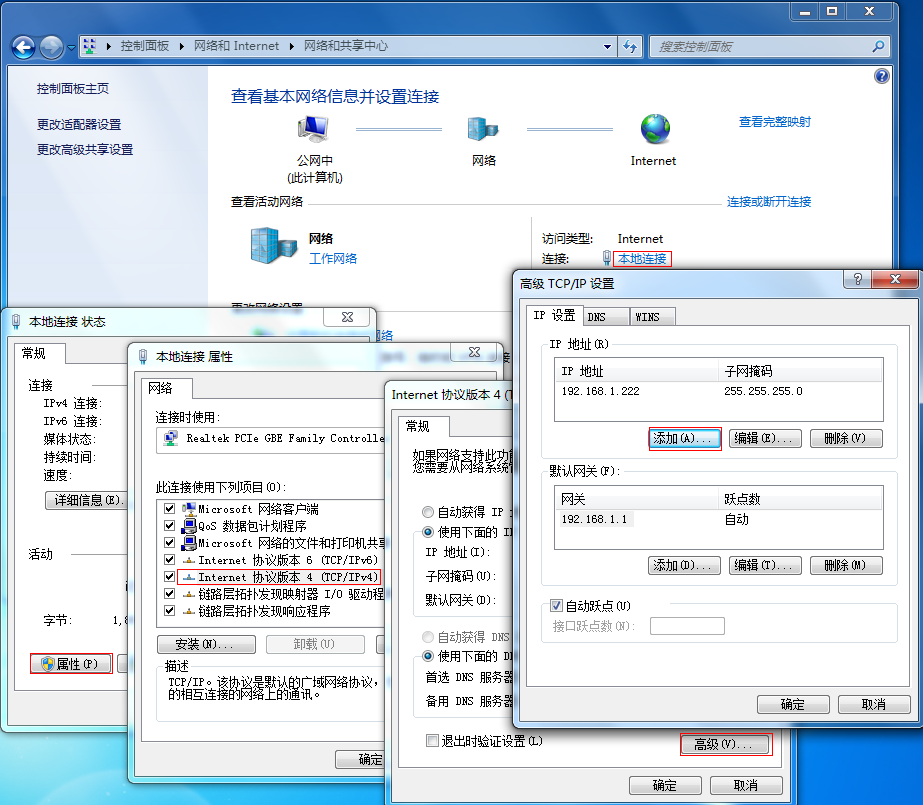 控制面板 ▸ 网络和 Internet ▸ 网络和共享中心
搜索控制面板
控制面板主页
更改适配器设置
更改高级共享设置
查看基本网络信息并设置连接
公网中
(此计算机)
网络
Internet
查看完整映射
查看活动网络
连接或断开连接
网络
工作网络
访问类型: Internet
连接: 本地连接
更改网络设置
本地连接 状态
常规
连接
IPv4 连接:
IPv6 连接:
媒体状态:
持续时间:
速度:
详细信息(E).
活动
字节: 1,8
属性(P)
本地连接 属性
网络
连接时使用:
Realtek PCIe GBE Family Controlle
此连接使用下列项目(O):
Microsoft 网络客户端
QoS 数据包计划程序
Microsoft 网络的文件和打印机共享
Internet 协议版本 6 (TCP/IPv6)
Internet 协议版本 4 (TCP/IPv4)
链路层拓扑发现映射器 I/O 驱动程
链路层拓扑发现响应程序
安装(N)...
卸载(U)
描述
TCP/IP。该协议是默认的广域网络协议,
的相互连接的网络上的通讯。
确定
Internet 协议版本 4 (T
常规
如果网络支持此功
您需要从网络系统
自动获得 IP
使用下面的 I
IP 地址(I):
子网掩码(U):
默认网关(D):
自动获得 DNS
使用下面的 D
首选 DNS 服务器
备用 DNS 服务器
退出时验证设置(L)
高级(V)...
确定
取消
高级 TCP/IP 设置
IP 设置
DNS
WINS
IP 地址(R)
IP 地址 子网掩码
192.168.1.222 255.255.255.0
添加(A)...
编辑(E)...
删除(V)
默认网关(F):
网关 跃点数
192.168.1.1 自动
添加(D)...
编辑(T)...
删除(M)
自动跃点(U)
接口跃点数(N):
确定
取消